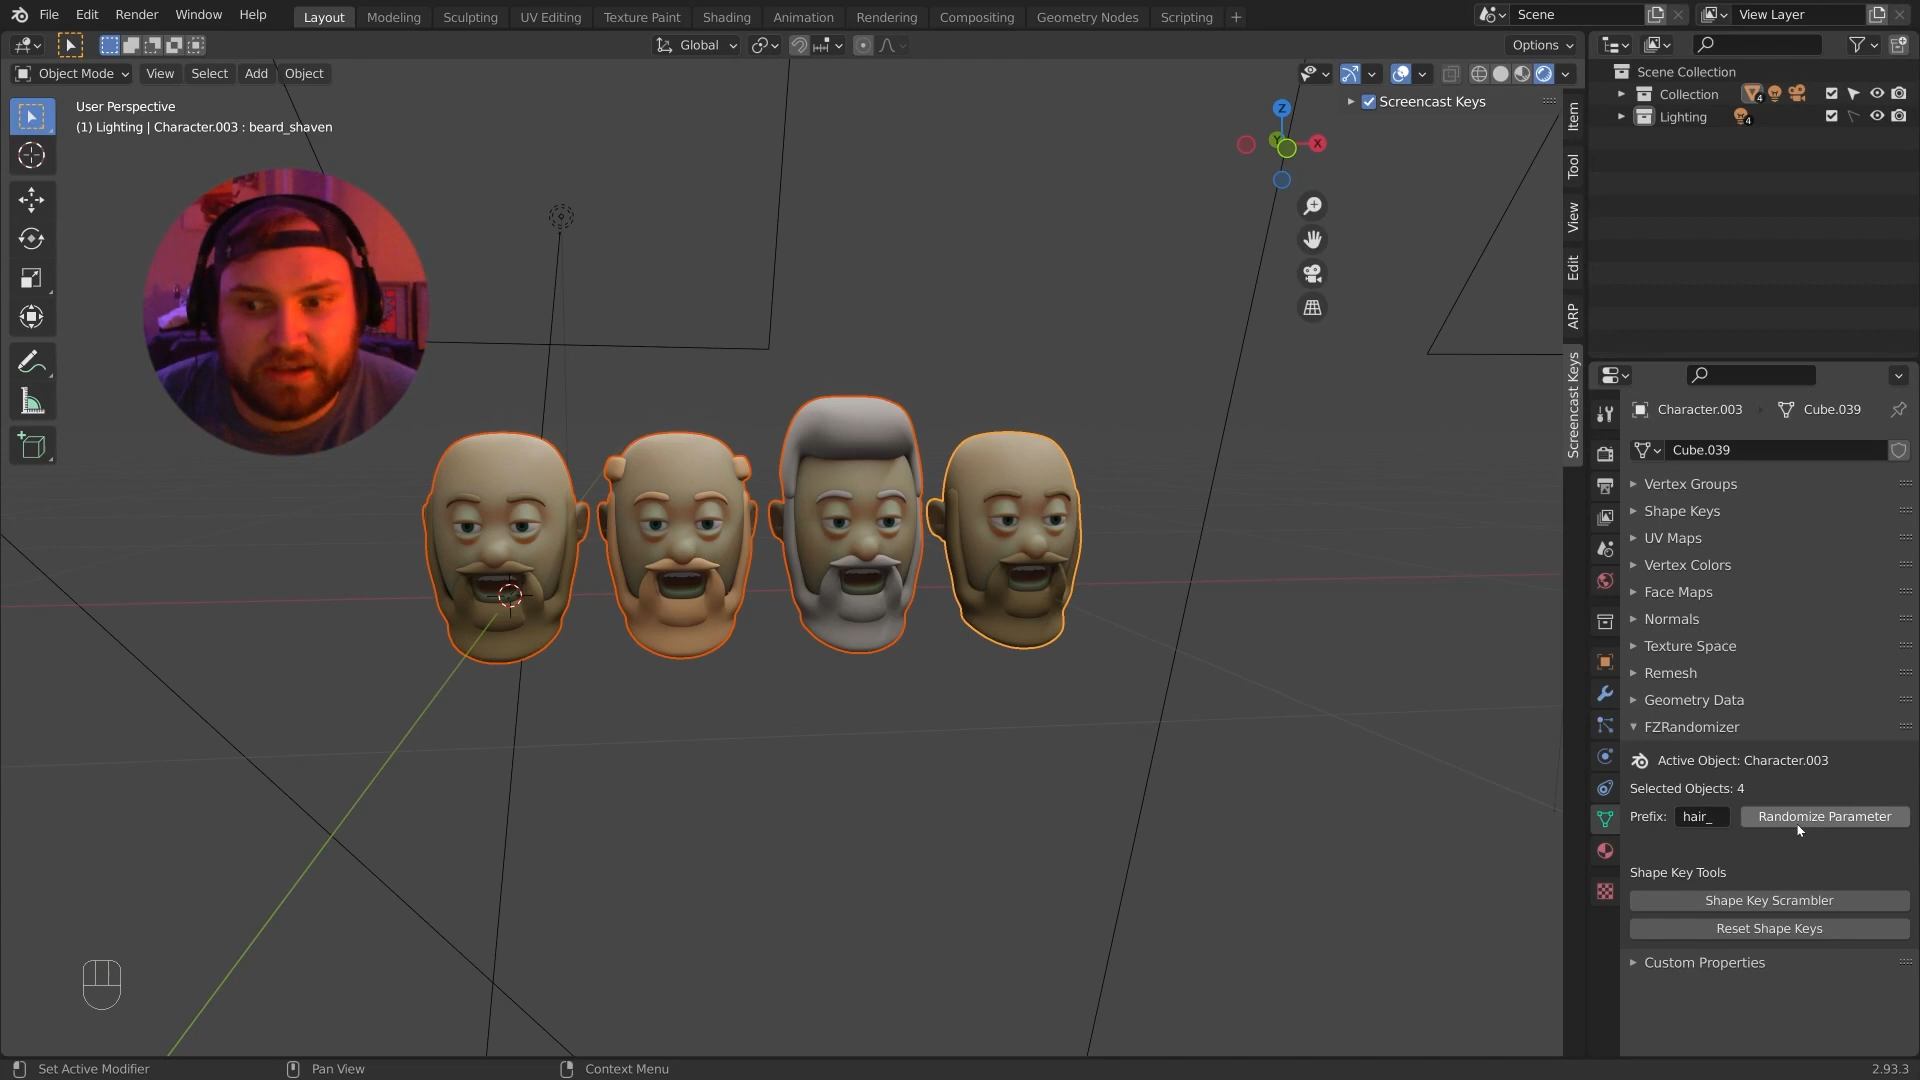 File Edit Render Window Help
Layout Modeling Sculpting UV Editing Texture Paint Shading Animation Rendering Compositing Geometry Nodes Scripting +
Scene
View Layer
Global
Options
Object Mode View Select Add Object
User Perspective
(1) Lighting | Character.003 : beard_shaven
Z
Y
X
Screencast Keys
Item
Tool
View
Edit
ARP
Screencast Keys
Scene Collection
Collection 4
Lighting 4
Character.003 Cube.039
Cube.039
Vertex Groups
Shape Keys
UV Maps
Vertex Colors
Face Maps
Normals
Texture Space
Remesh
Geometry Data
FZRandomizer
Active Object: Character.003
Selected Objects: 4
Prefix: hair_ Randomize Parameter
Shape Key Tools
Shape Key Scrambler
Reset Shape Keys
Custom Properties
Set Active Modifier Pan View Context Menu 2.93.3